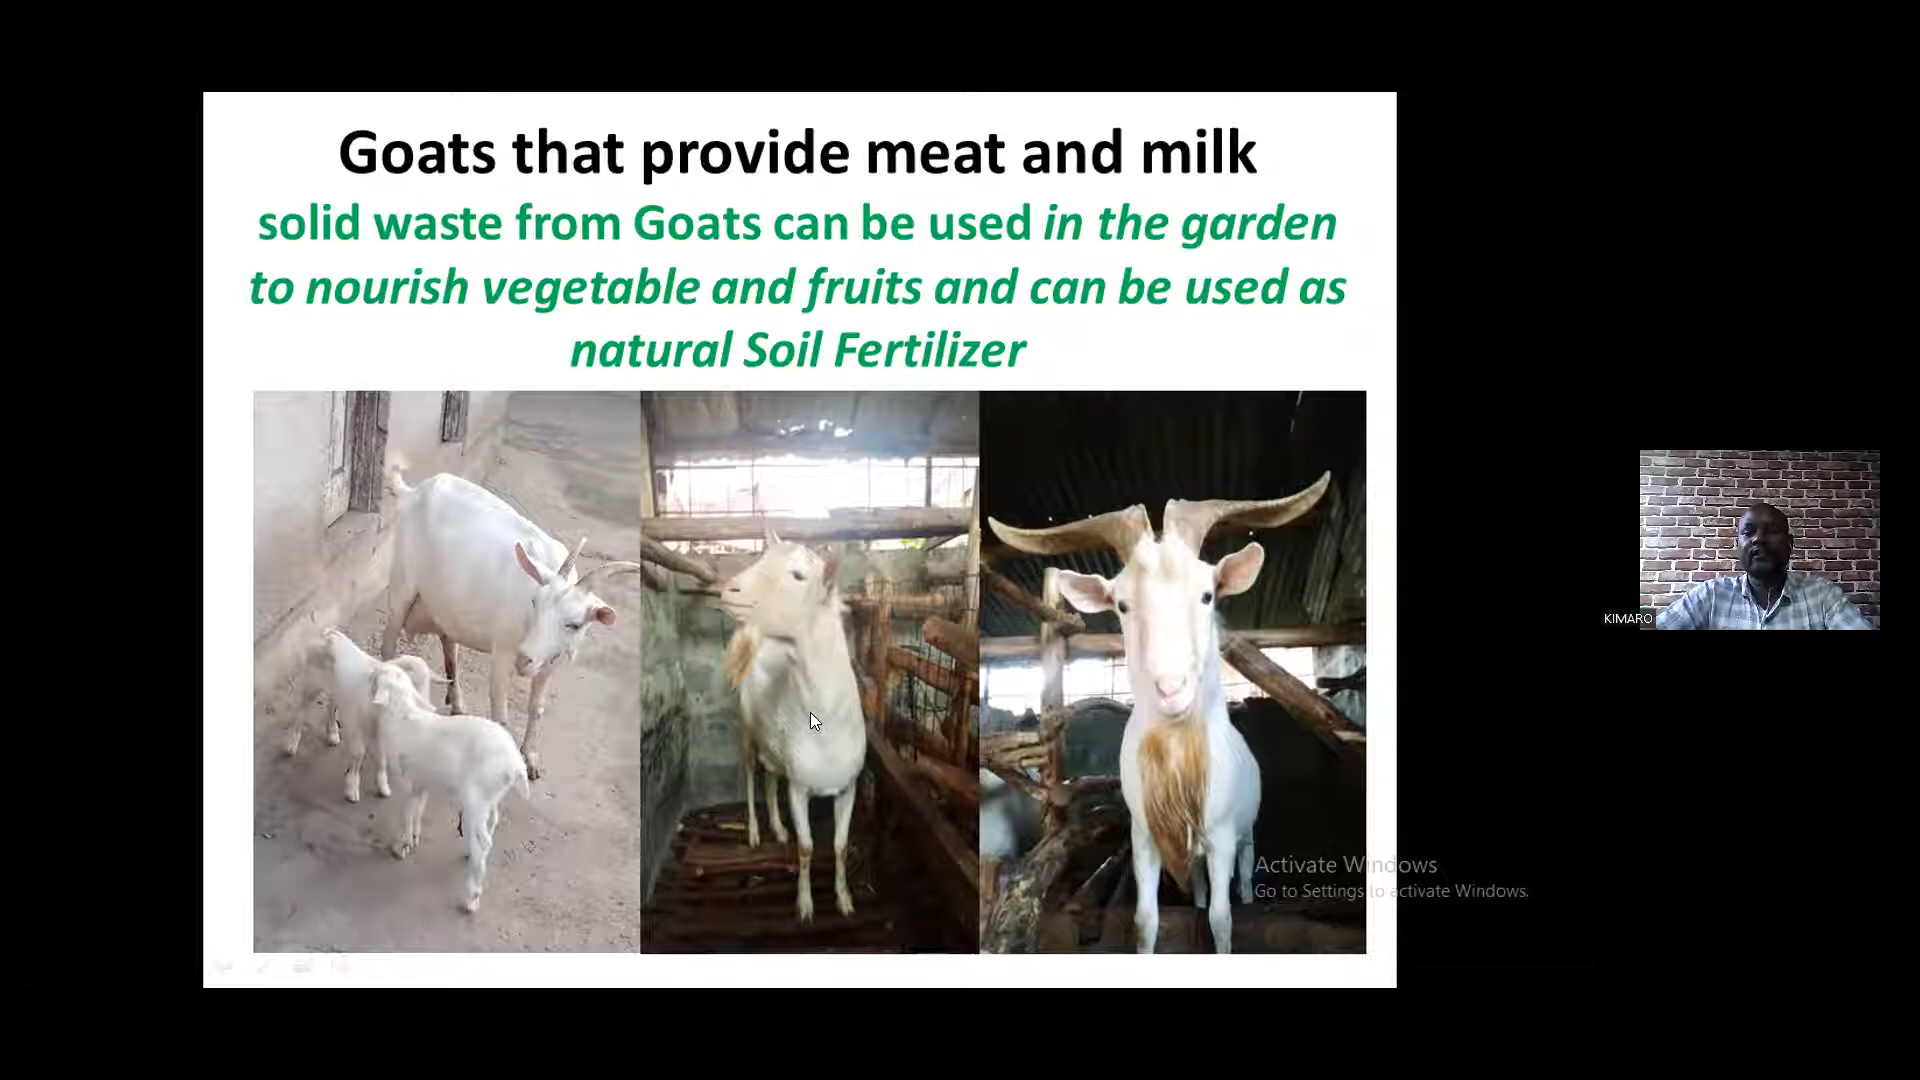 Goats that provide meat and milk
solid waste from Goats can be used in the garden
to nourish vegetable and fruits and can be used as
natural Soil Fertilizer
KIMARO
Activate Windows
Go to Settings to activate Windows.